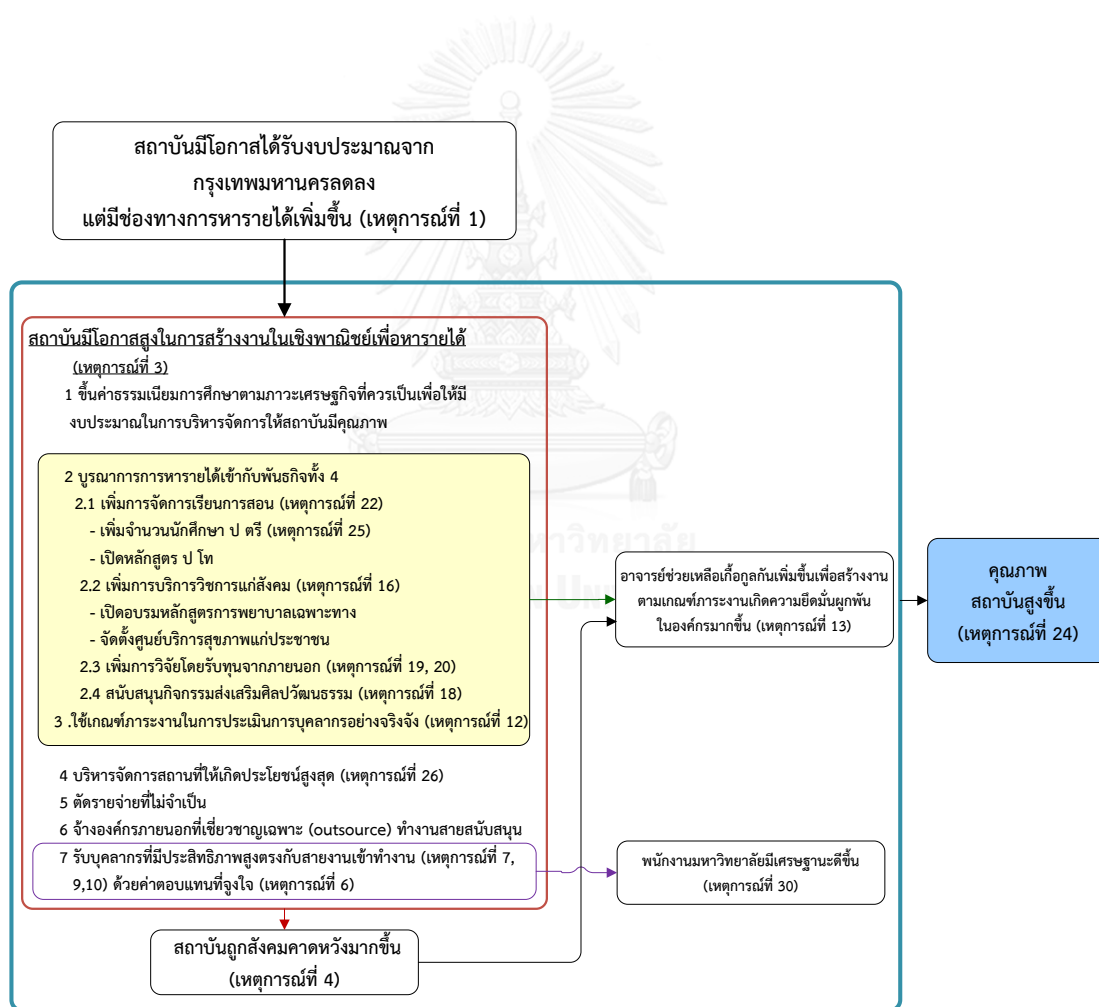 สถาบันมีโอกาสได้รับงบประมาณจาก
กรุงเทพมหานครลดลง
แต่มีช่องทางการหารายได้เพิ่มขึ้น (เหตุการณ์ที่ 1)
สถาบันมีโอกาสสูงในการสร้างงานในเชิงพาณิชย์เพื่อหารายได้
(เหตุการณ์ที่ 3)
1 ขึ้นค่าธรรมเนียมการศึกษาตามภาวะเศรษฐกิจที่ควรเป็นเพื่อให้มี
งบประมาณในการบริหารจัดการให้สถาบันมีคุณภาพ
2 บูรณาการการหารายได้เข้ากับพันธกิจทั้ง 4
2.1 เพิ่มการจัดการเรียนการสอน (เหตุการณ์ที่ 22)
- เพิ่มจำนวนนักศึกษา ป ตรี (เหตุการณ์ที่ 25)
- เปิดหลักสูตร ป โท
2.2 เพิ่มการบริการวิชการแก่สังคม (เหตุการณ์ที่ 16)
- เปิดอบรมหลักสูตรการพยาบาลเฉพาะทาง
- จัดตั้งศูนย์บริการสุขภาพแก่ประชาชน
2.3 เพิ่มการวิจัยโดยรับทุนจากภายนอก (เหตุการณ์ที่ 19, 20)
2.4 สนับสนุนกิจกรรมส่งเสริมศิลปวัฒนธรรม (เหตุการณ์ที่ 18)
3 .ใช้เกณฑ์ภาระงานในการประเมินการบุคลากรอย่างจริงจัง (เหตุการณ์ที่ 12)
4 บริหารจัดการสถานที่ให้เกิดประโยชน์สูงสุด (เหตุการณ์ที่ 26)
5 ตัดรายจ่ายที่ไม่จำเป็น
6 จ้างองค์กรภายนอกที่เชี่ยวชาญเฉพาะ (outsource) ทำงานสายสนับสนุน
7 รับบุคลากรที่มีประสิทธิภาพสูงตรงกับสายงานเข้าทำงาน (เหตุการณ์ที่ 7,
9,10) ด้วยค่าตอบแทนที่จูงใจ (เหตุการณ์ที่ 6)
สถาบันถูกสังคมคาดหวังมากขึ้น
(เหตุการณ์ที่ 4)
อาจารย์ช่วยเหลือเกื้อกูลกันเพิ่มขึ้นเพื่อสร้างงาน
ตามเกณฑ์ภาระงานเกิดความยึดมั่นผูกพัน
ในองค์กรมากขึ้น (เหตุการณ์ที่ 13)
พนักงานมหาวิทยาลัยมีเศรษฐานะดีขึ้น
(เหตุการณ์ที่ 30)
คุณภาพ
สถาบันสูงขึ้น
(เหตุการณ์ที่ 24)